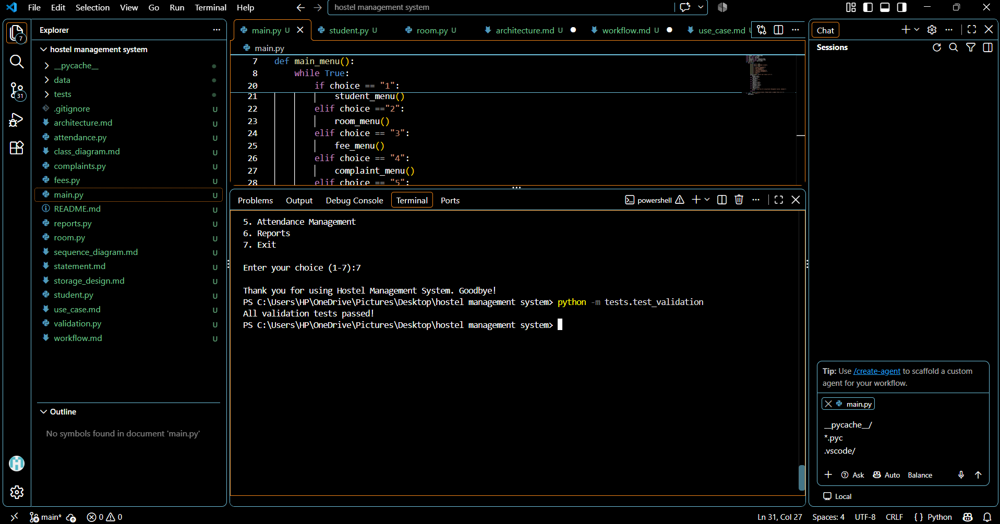 File Edit Selection View Go Run Terminal Help
hostel management system
Explorer
7
hostel management system
__pycache__
data
31
tests
.gitignore U
architecture.md U
attendance.py U
class_diagram.md U
complaints.py U
fees.py U
main.py U
README.md U
reports.py U
room.py U
sequence_diagram.md U
statement.md U
storage_design.md U
student.py U
use_case.md U
validation.py U
workflow.md U
Outline
No symbols found in document 'main.py'
main.py U student.py U room.py U architecture.md U workflow.md U use_case.md
main.py
7 def main_menu():
8 while True:
20 if choice == "1":
21 student_menu()
22 elif choice =="2":
23 room_menu()
24 elif choice == "3":
25 fee_menu()
26 elif choice == "4":
27 complaint_menu()
28 elif choice == "5":
Problems Output Debug Console Terminal Ports powershell
5. Attendance Management
6. Reports
7. Exit
Enter your choice (1-7):7
Thank you for using Hostel Management System. Goodbye!
PS C:\Users\HP\OneDrive\Pictures\Desktop\hostel management system> python -m tests.test_validation
All validation tests passed!
PS C:\Users\HP\OneDrive\Pictures\Desktop\hostel management system>
Chat
Sessions
Tip: Use /create-agent to scaffold a custom
agent for your workflow.
main.py
__pycache__/
*.pyc
.vscode/
Ask Auto Balance
Local
main* 0 0 Ln 31, Col 27 Spaces: 4 UTF-8 CRLF {} Python